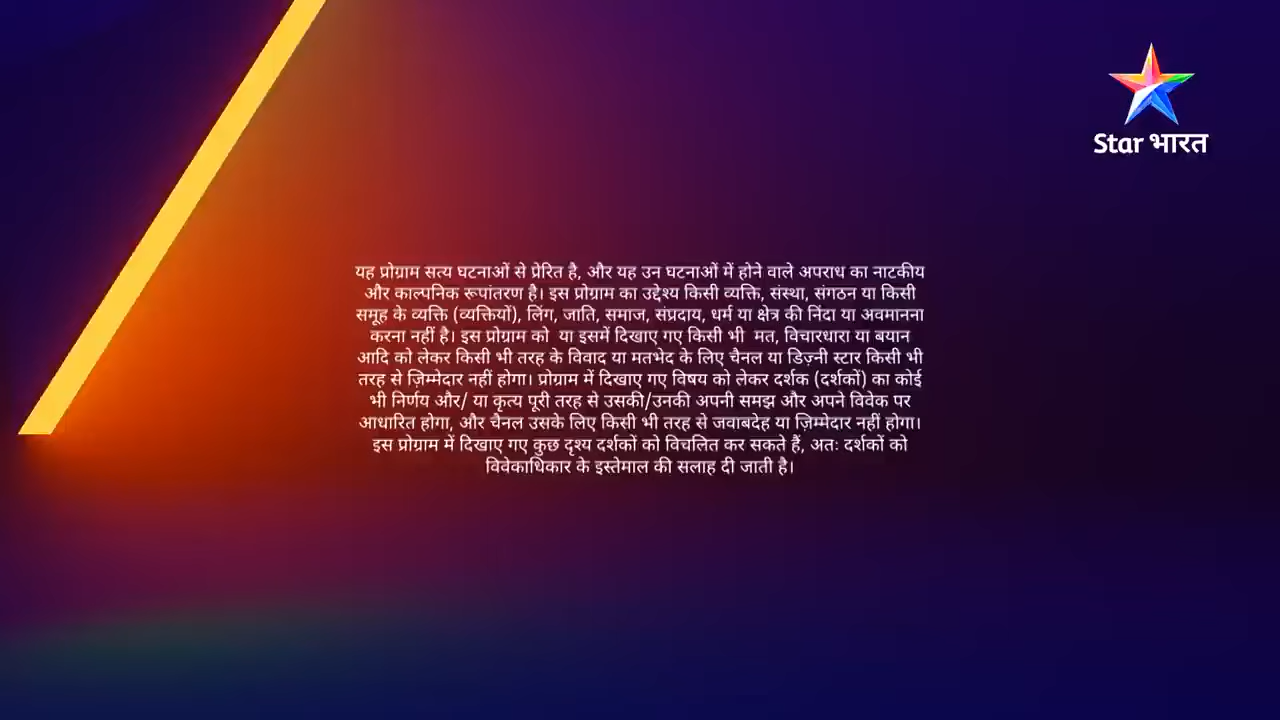 Star भारत
यह प्रोग्राम सत्य घटनाओं से प्रेरित है, और यह उन घटनाओं में होने वाले अपराध का नाटकीय
और काल्पनिक रूपांतरण है। इस प्रोग्राम का उद्देश्य किसी व्यक्ति, संस्था, संगठन या किसी
समूह के व्यक्ति (व्यक्तियों), लिंग, जाति, समाज, संप्रदाय, धर्म या क्षेत्र की निंदा या अवमानना
करना नहीं है। इस प्रोग्राम को या इसमें दिखाए गए किसी भी मत, विचारधारा या बयान
आदि को लेकर किसी भी तरह के विवाद या मतभेद के लिए चैनल या डिज़्नी स्टार किसी भी
तरह से ज़िम्मेदार नहीं होगा। प्रोग्राम में दिखाए गए विषय को लेकर दर्शक (दर्शकों) का कोई
भी निर्णय और/ या कृत्य पूरी तरह से उसकी/उनकी अपनी समझ और अपने विवेक पर
आधारित होगा, और चैनल उसके लिए किसी भी तरह से जवाबदेह या ज़िम्मेदार नहीं होगा।
इस प्रोग्राम में दिखाए गए कुछ दृश्य दर्शकों को विचलित कर सकते हैं, अतः दर्शकों को
विवेकाधिकार के इस्तेमाल की सलाह दी जाती है।